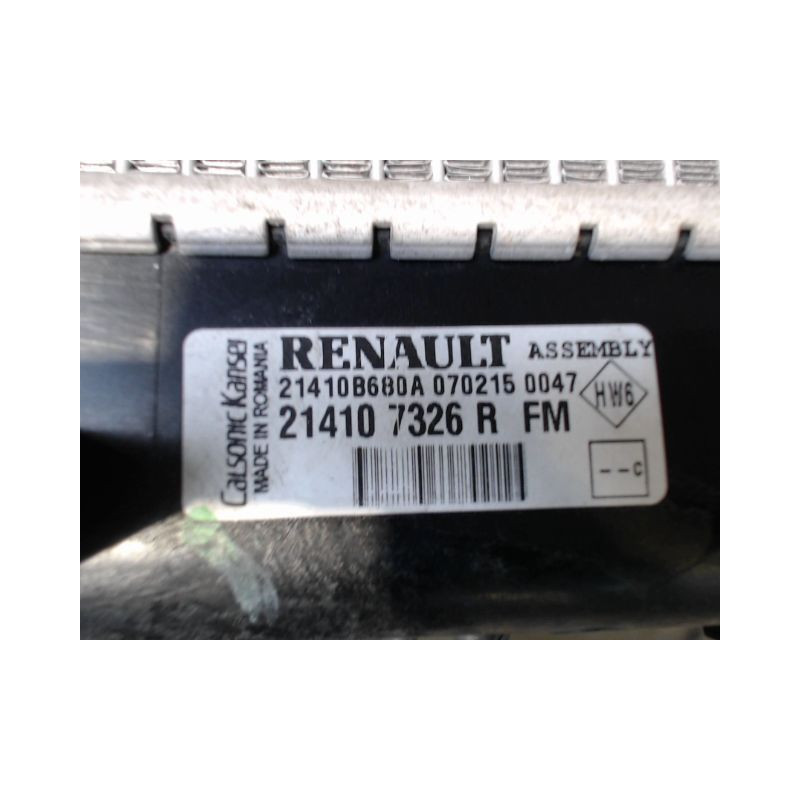 Calsonic Kansei
MADE IN ROMANIA
RENAULT ASSEMBLY
21410B680A 070215 0047
21410 7326 R FM
HW6
--C